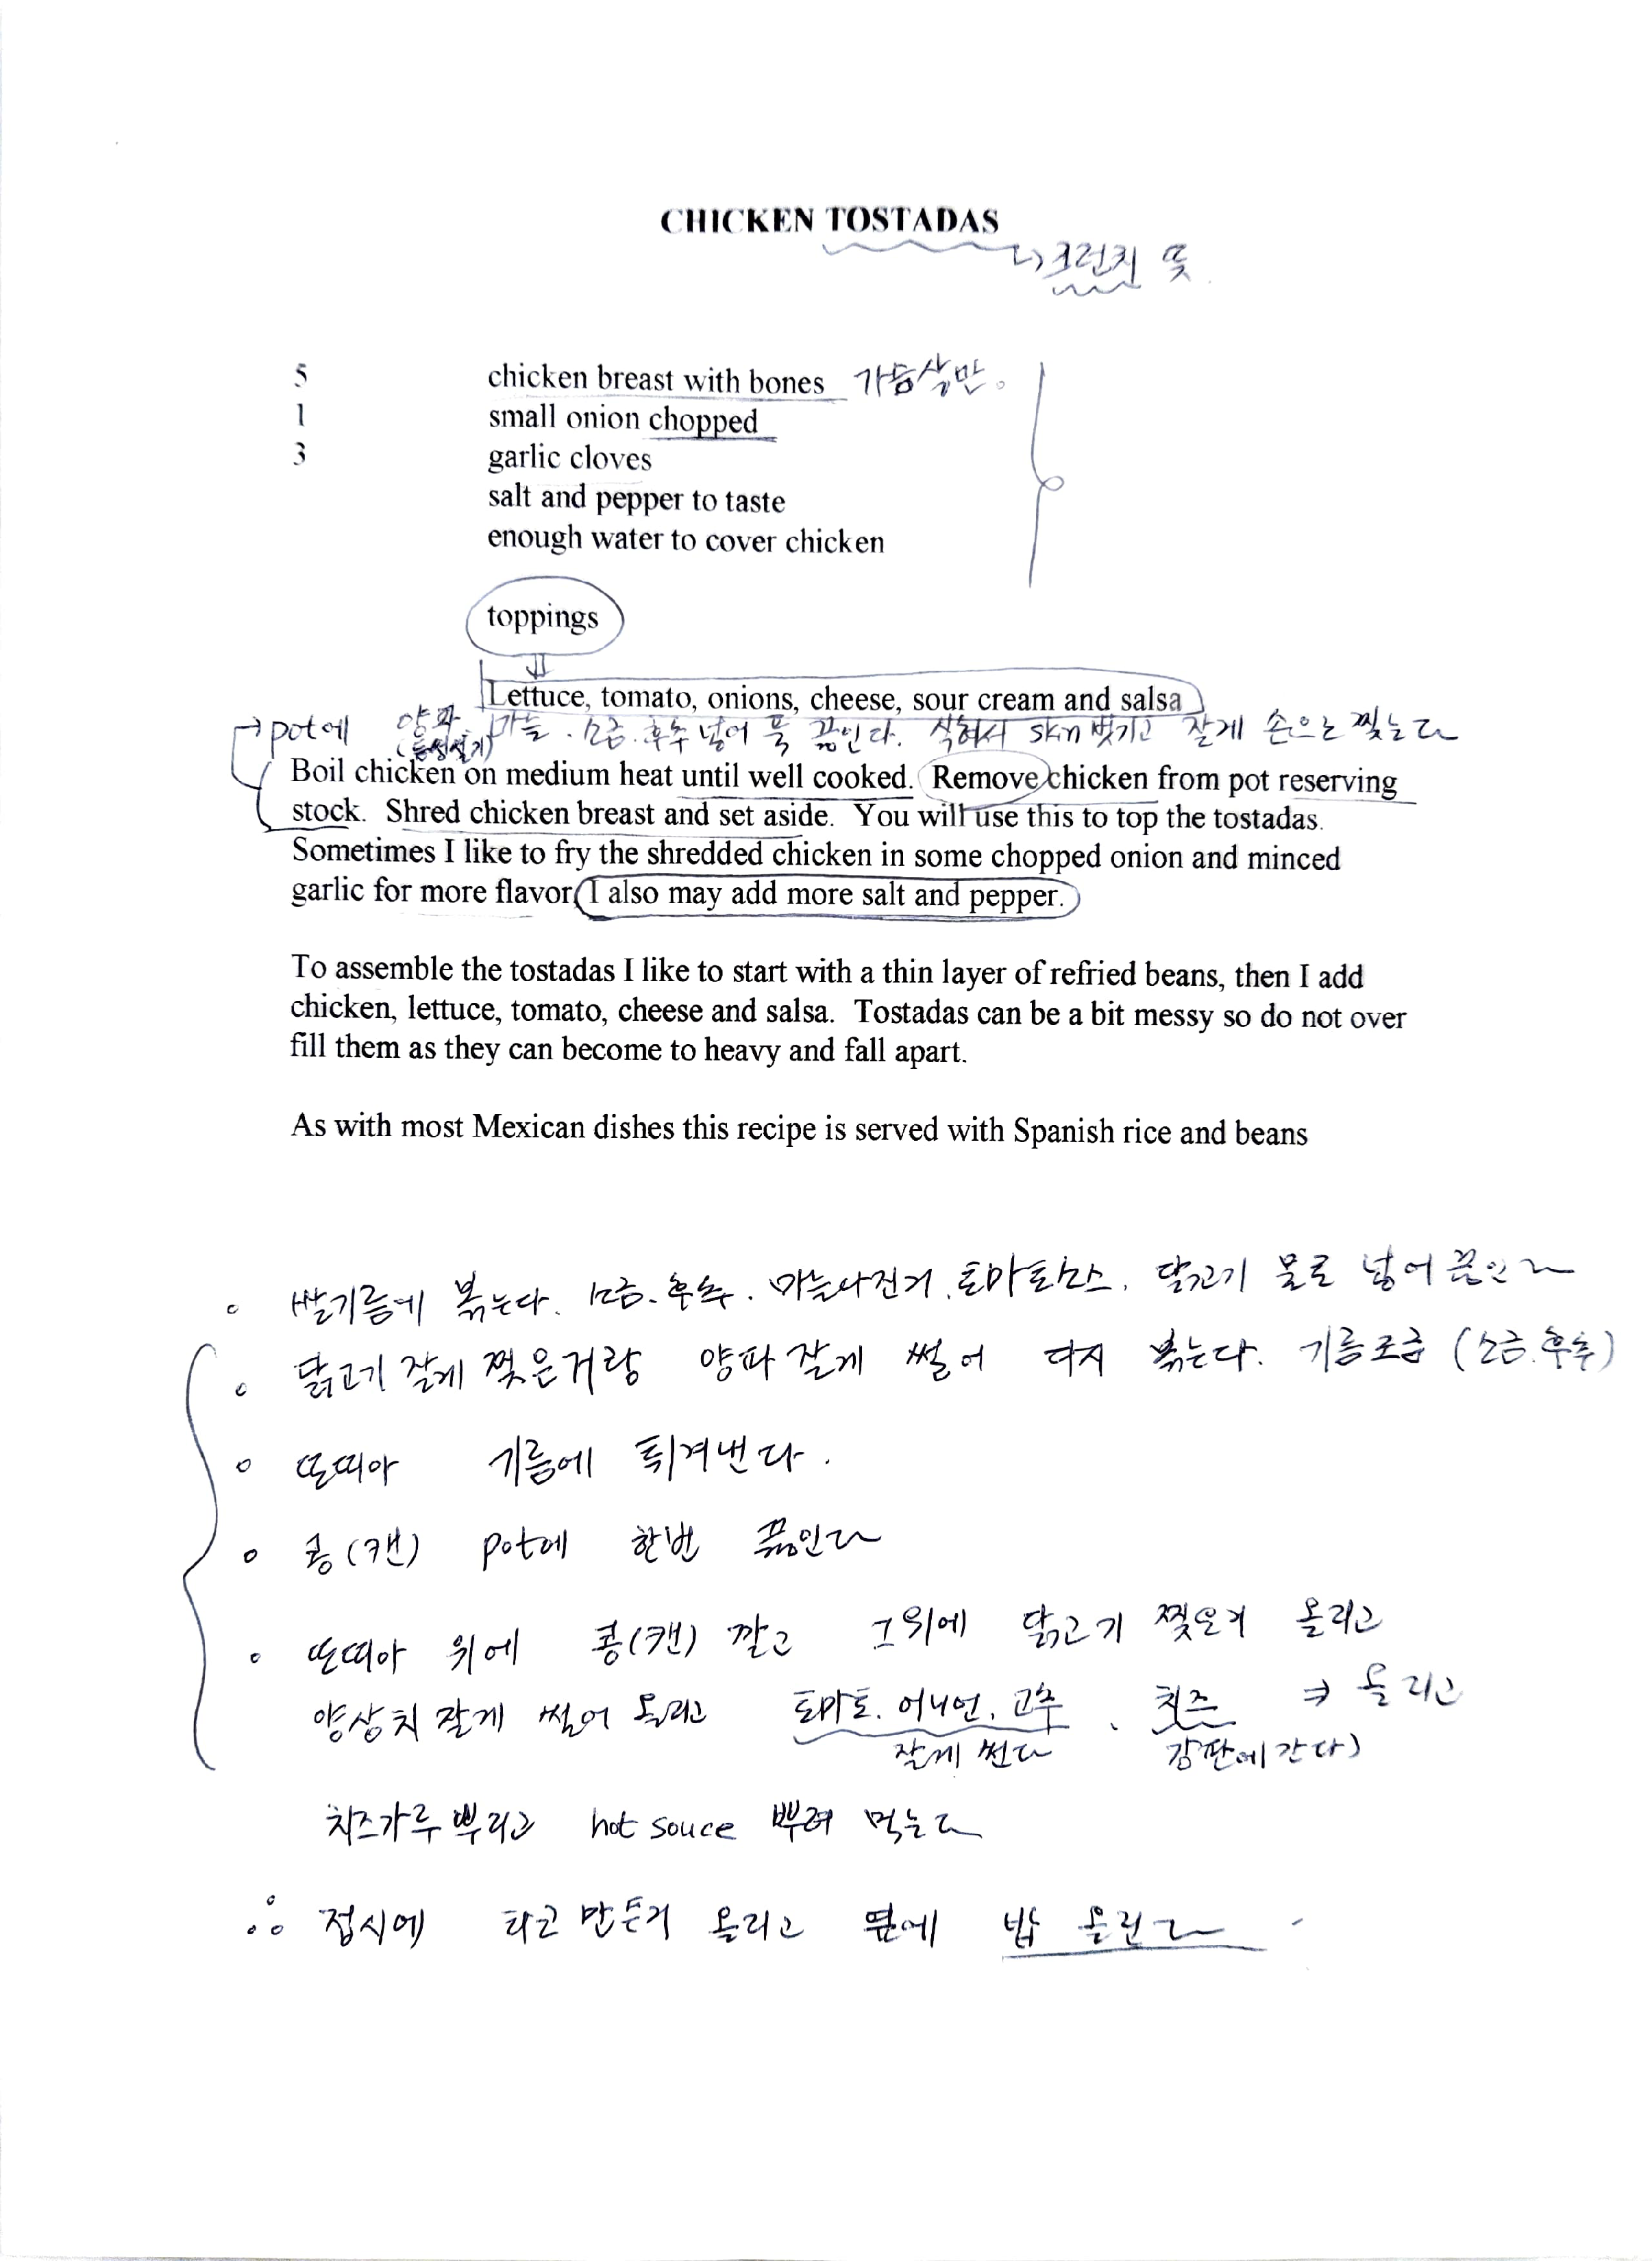 CHICKEN TOSTADAS
↳ 크런치 뜻.
5 chicken breast with bones 가슴살만.
1 small onion chopped
3 garlic cloves
salt and pepper to taste
enough water to cover chicken
toppings
Lettuce, tomato, onions, cheese, sour cream and salsa
→ pot에 양파. 마늘. 소금. 후추 넣어 푹 끓인다. 식혀서 skin 벗기고 잘게 손으로 찢는다
Boil chicken on medium heat until well cooked. Remove chicken from pot reserving
stock. Shred chicken breast and set aside. You will use this to top the tostadas.
Sometimes I like to fry the shredded chicken in some chopped onion and minced
garlic for more flavor. I also may add more salt and pepper.
To assemble the tostadas I like to start with a thin layer of refried beans, then I add
chicken, lettuce, tomato, cheese and salsa. Tostadas can be a bit messy so do not over
fill them as they can become to heavy and fall apart.
As with most Mexican dishes this recipe is served with Spanish rice and beans
◦ 쌀기름에 볶는다. 소금. 후추. 마늘다진거. 토마토소스. 닭고기 물로 넣어 끓인다
◦ 닭고기 잘게 찢은거랑 양파 잘게 썰어 다시 볶는다. 기름조금 (소금.후추)
◦ 또띠아 기름에 튀겨낸다.
◦ 콩(캔) pot에 한번 끓인다
◦ 또띠아 위에 콩(캔) 깔고 그위에 닭고기 찢은거 올리고
양상치 잘게 썰어 올리고 토마토. 어니언. 고추. 치즈 ⇒ 올리고
잘게 썬다 강판에간다)
치즈가루 뿌리고 hot souce 뿌려 먹는다
∴ 접시에 타코 만든거 올리고 옆에 밥 올린다